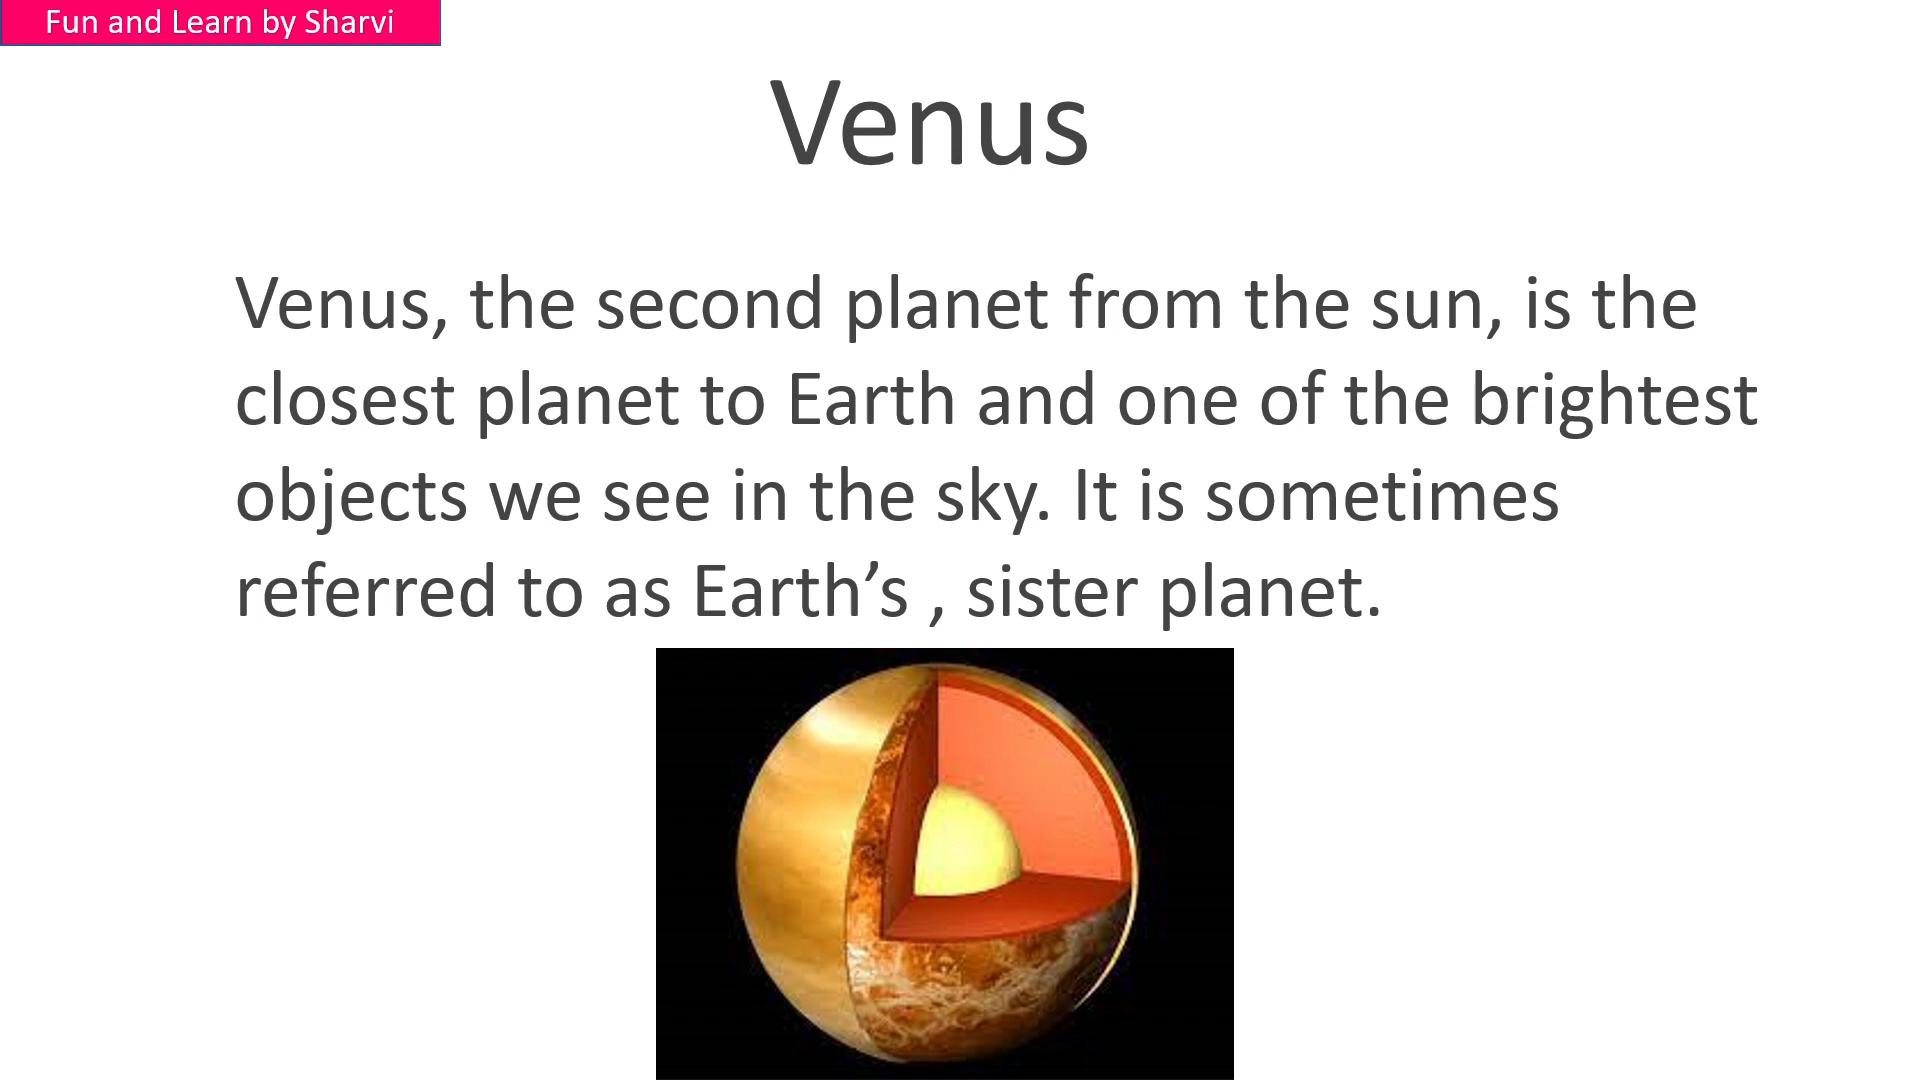 Fun and Learn by Sharvi
Venus
Venus, the second planet from the sun, is the
closest planet to Earth and one of the brightest
objects we see in the sky. It is sometimes
referred to as Earth’s , sister planet.